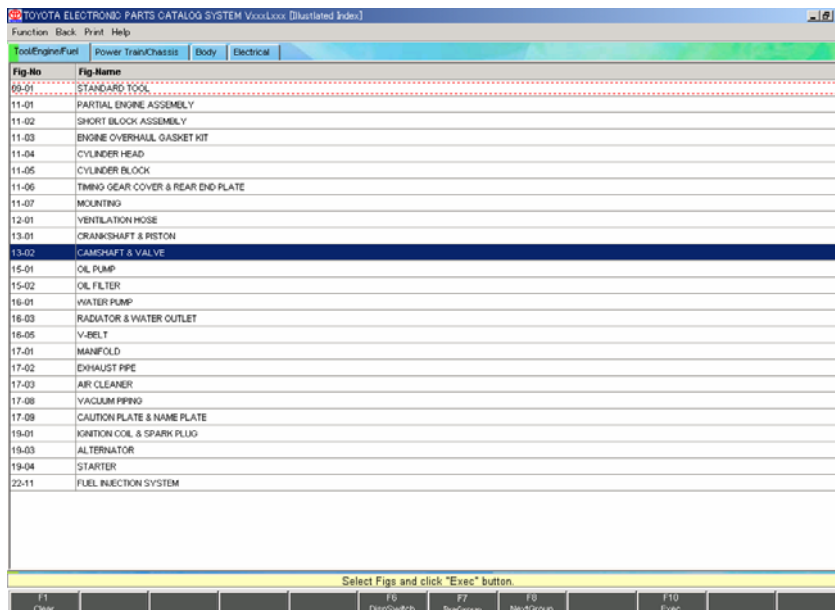 TOYOTA ELECTRONIC PARTS CATALOG SYSTEM VxxxLxxx [Illustlated Index]
Function Back Print Help
Tool/Engine/Fuel Power Train/Chassis Body Electrical
Fig-No Fig-Name
09-01 STANDARD TOOL
11-01 PARTIAL ENGINE ASSEMBLY
11-02 SHORT BLOCK ASSEMBLY
11-03 ENGINE OVERHAUL GASKET KIT
11-04 CYLINDER HEAD
11-05 CYLINDER BLOCK
11-06 TIMING GEAR COVER & REAR END PLATE
11-07 MOUNTING
12-01 VENTILATION HOSE
13-01 CRANKSHAFT & PISTON
13-02 CAMSHAFT & VALVE
15-01 OIL PUMP
15-02 OIL FILTER
16-01 WATER PUMP
16-03 RADIATOR & WATER OUTLET
16-05 V-BELT
17-01 MANIFOLD
17-02 EXHAUST PIPE
17-03 AIR CLEANER
17-08 VACUUM PIPING
17-09 CAUTION PLATE & NAME PLATE
19-01 IGNITION COIL & SPARK PLUG
19-03 ALTERNATOR
19-04 STARTER
22-11 FUEL INJECTION SYSTEM
Select Figs and click "Exec" button.
F1 F6 F7 F8 F10
Clear DispSwitch NextGroup Exec